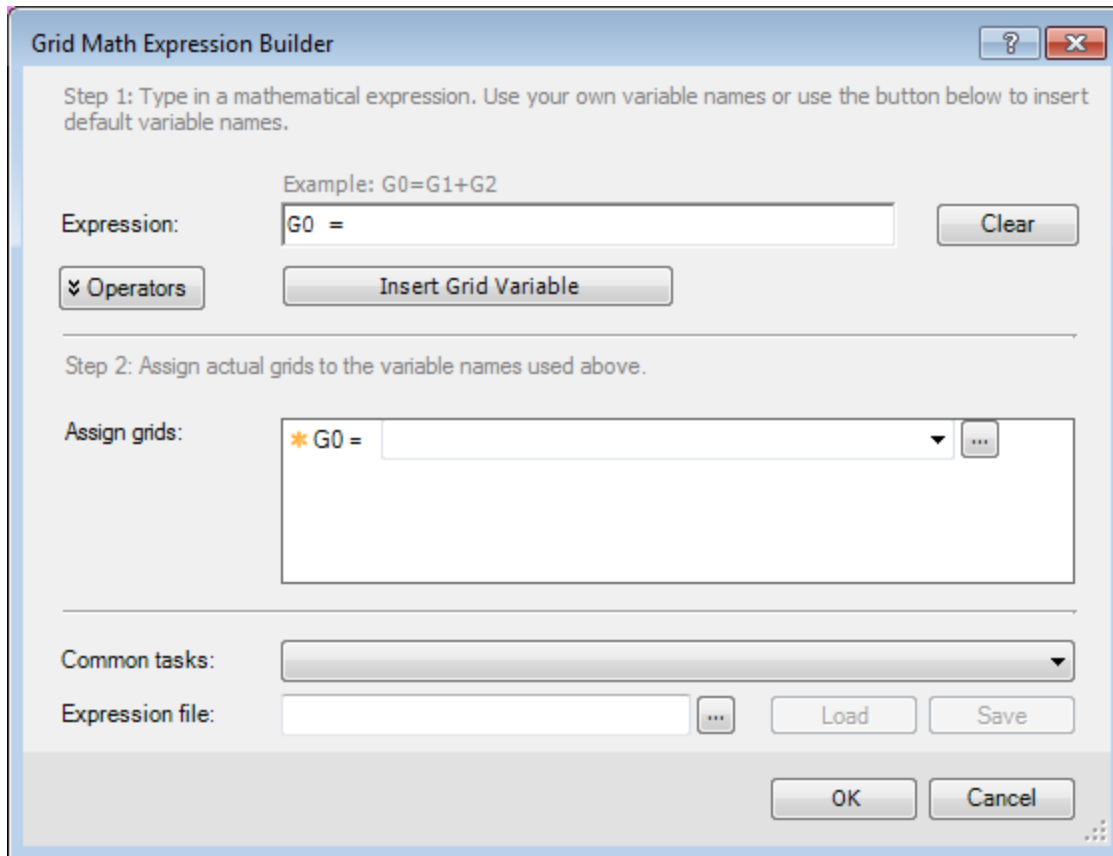 Grid Math Expression Builder
?
Step 1: Type in a mathematical expression. Use your own variable names or use the button below to insert
default variable names.
Example: G0=G1+G2
Expression: G0 = Clear
Operators Insert Grid Variable
Step 2: Assign actual grids to the variable names used above.
Assign grids: * G0 = ...
Common tasks:
Expression file: ... Load Save
OK Cancel